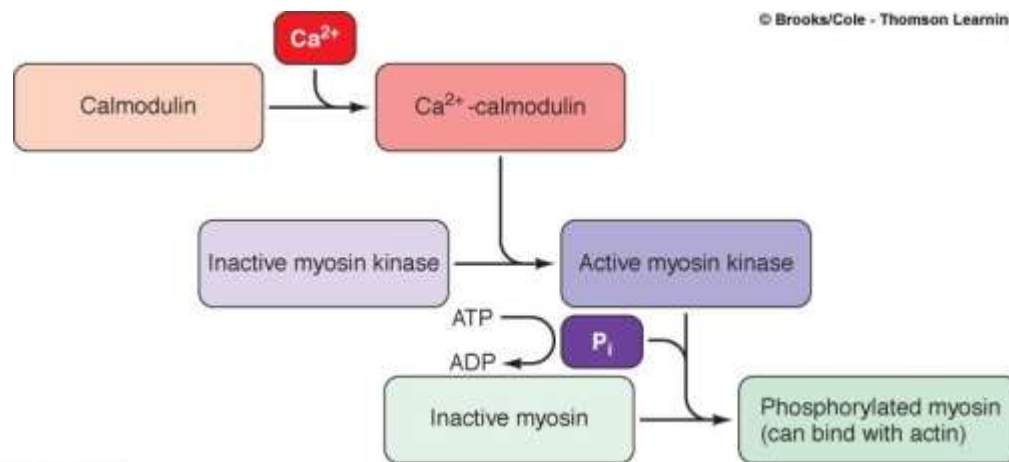 © Brooks/Cole - Thomson Learnin
Ca²⁺
Calmodulin
Ca²⁺-calmodulin
Inactive myosin kinase
Active myosin kinase
ATP
Pᵢ
ADP
Inactive myosin
Phosphorylated myosin
(can bind with actin)